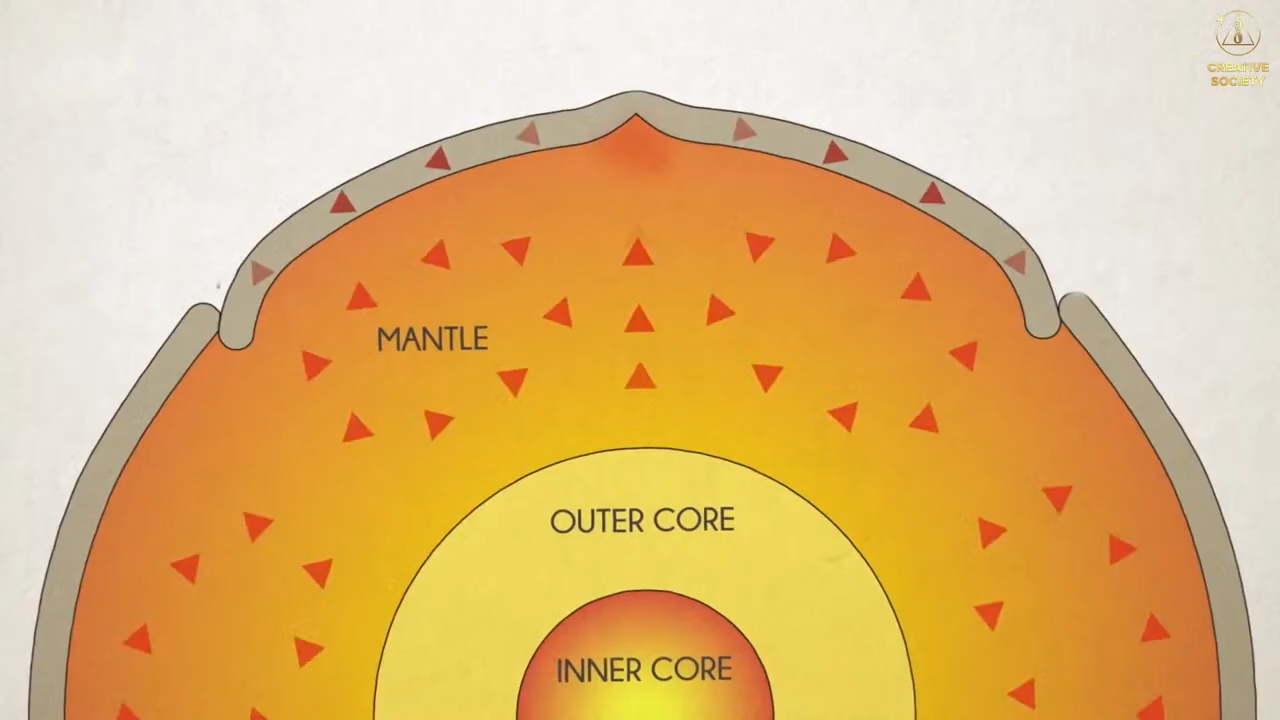 CREATIVE
SOCIETY
MANTLE
OUTER CORE
INNER CORE